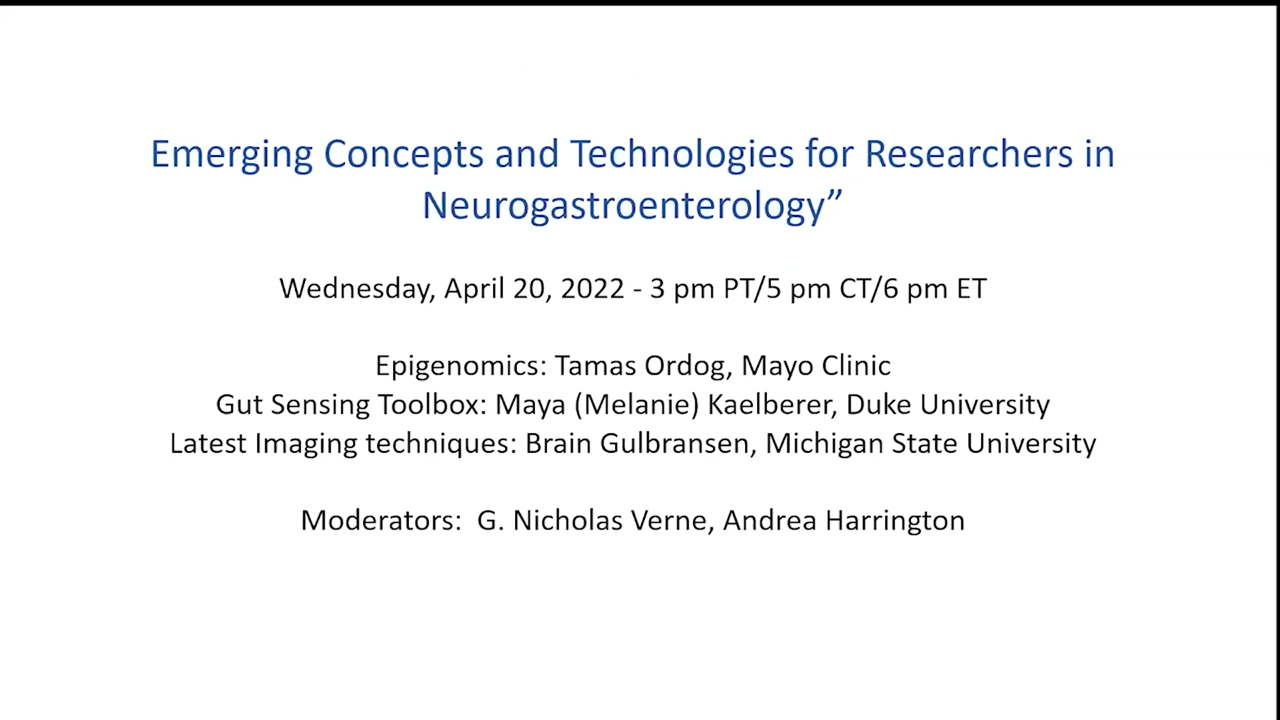 Emerging Concepts and Technologies for Researchers in
Neurogastroenterology”
Wednesday, April 20, 2022 - 3 pm PT/5 pm CT/6 pm ET
Epigenomics: Tamas Ordog, Mayo Clinic
Gut Sensing Toolbox: Maya (Melanie) Kaelberer, Duke University
Latest Imaging techniques: Brain Gulbransen, Michigan State University
Moderators:  G. Nicholas Verne, Andrea Harrington